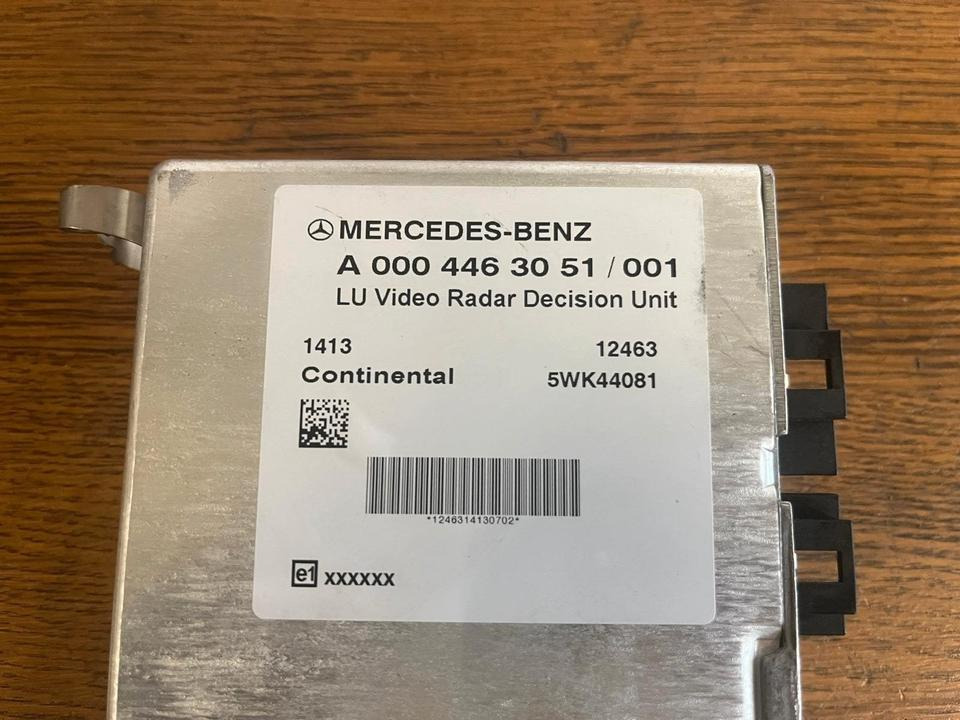 MERCEDES-BENZ
A 000 446 30 51 / 001
LU Video Radar Decision Unit
1413 12463
Continental 5WK44081
*1246314130702*
e1 xxxxxx